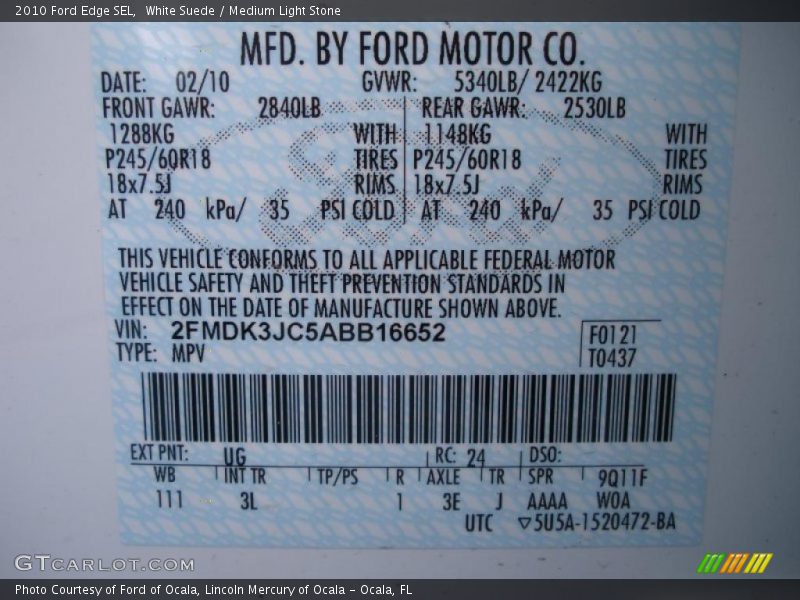 2010 Ford Edge SEL, White Suede / Medium Light Stone
MFD. BY FORD MOTOR CO.
DATE: 02/10 GVWR: 5340LB/ 2422KG
FRONT GAWR: 2840LB REAR GAWR: 2530LB
1288KG WITH 1148KG WITH
P245/60R18 TIRES P245/60R18 TIRES
18x7.5J RIMS 18x7.5J RIMS
AT 240 kPa/ 35 PSI COLD AT 240 kPa/ 35 PSI COLD
THIS VEHICLE CONFORMS TO ALL APPLICABLE FEDERAL MOTOR
VEHICLE SAFETY AND THEFT PREVENTION STANDARDS IN
EFFECT ON THE DATE OF MANUFACTURE SHOWN ABOVE.
VIN: 2FMDK3JC5ABB16652 F0121
TYPE: MPV T0437
EXT PNT: UG RC: 24 DSO:
WB INT TR TP/PS R AXLE TR SPR 9Q11F
111 3L 1 3E J AAAA WOA
UTC ▽5U5A-1520472-BA
GTCARLOT.COM
Photo Courtesy of Ford of Ocala, Lincoln Mercury of Ocala – Ocala, FL